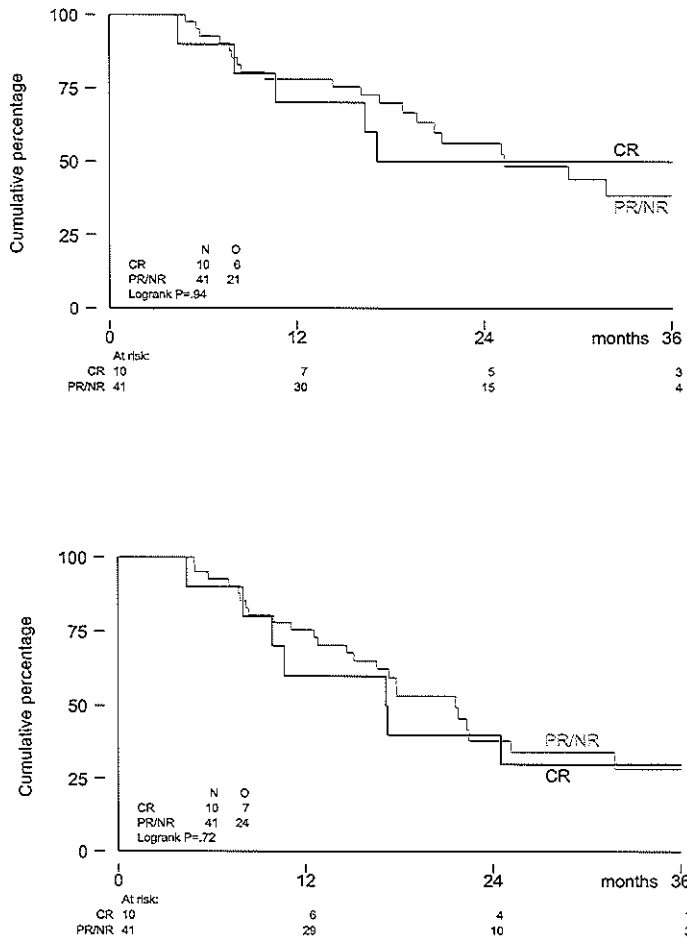 100
Cumulative percentage
75
50
CR
PR/NR
25
N O
CR 10 6
PR/NR 41 21
Logrank P=.94
0
0 12 24 months 36
At risk:
CR 10 7 5 3
PR/NR 41 30 15 4
100
Cumulative percentage
75
50
PR/NR
CR
25
N O
CR 10 7
PR/NR 41 24
Logrank P=.72
0
0 12 24 months 36
At risk:
CR 10 6 4
PR/NR 41 29 10